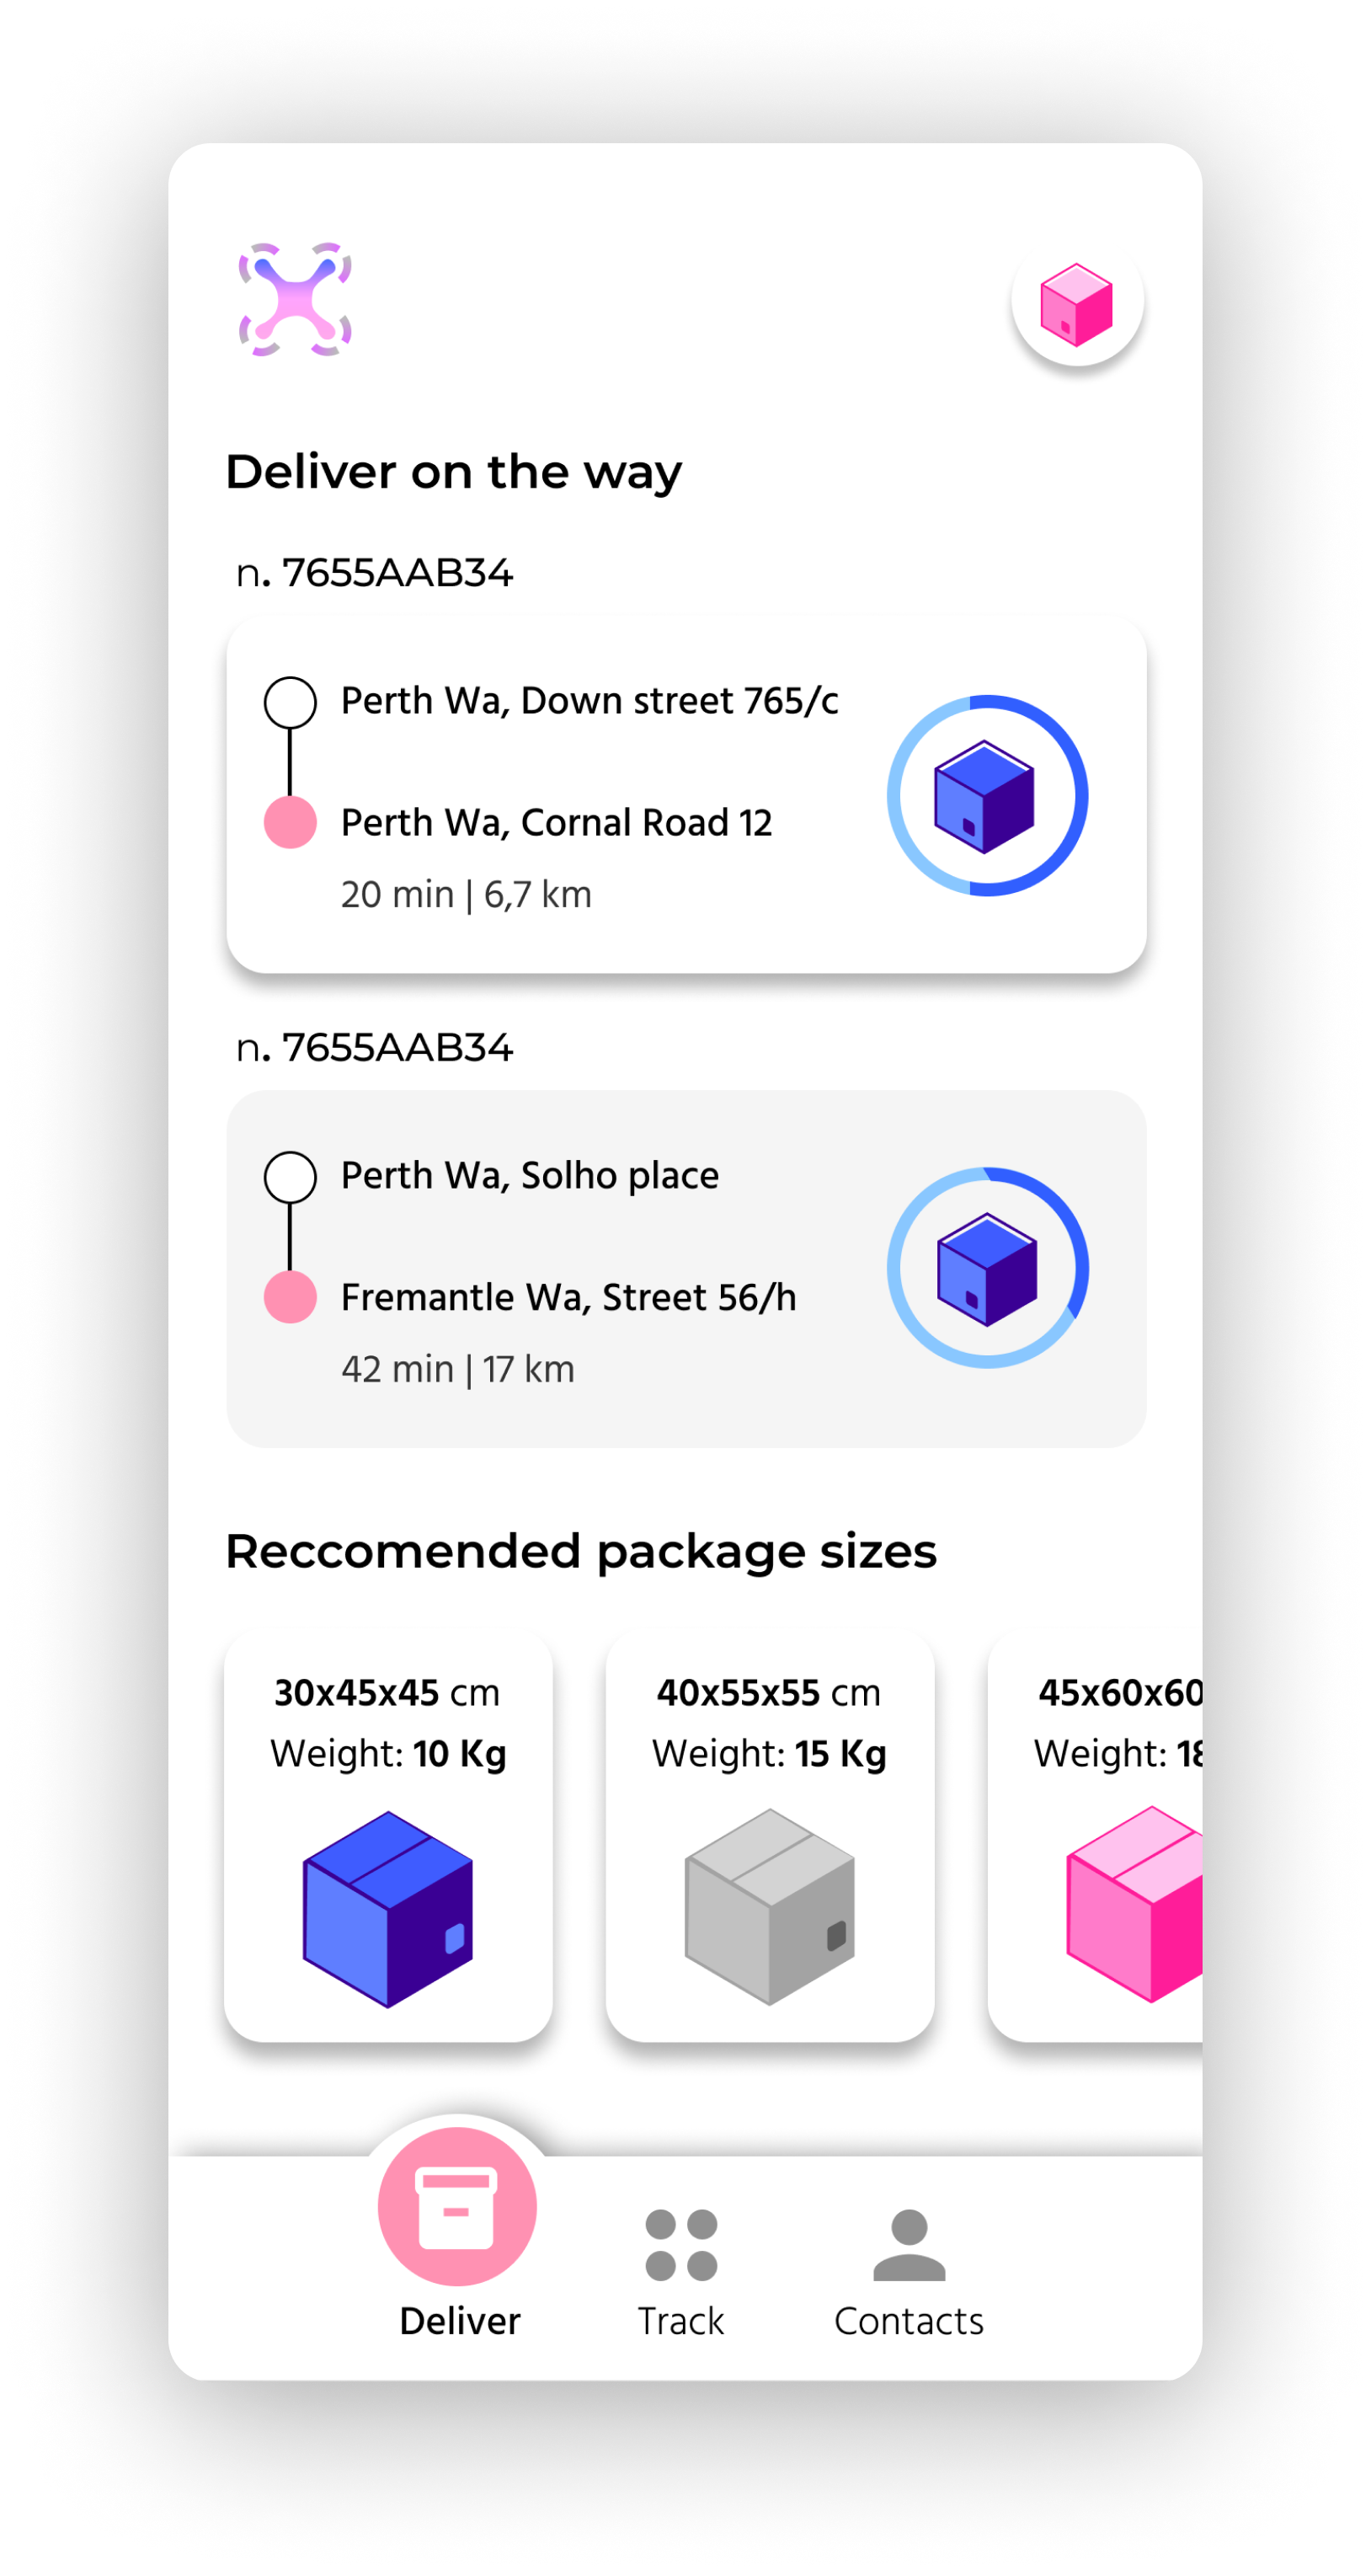 Deliver on the way
n. 7655AAB34
Perth Wa, Down street 765/c
Perth Wa, Cornal Road 12
20 min | 6,7 km
n. 7655AAB34
Perth Wa, Solho place
Fremantle Wa, Street 56/h
42 min | 17 km
Reccomended package sizes
30x45x45 cm
Weight: 10 Kg
40x55x55 cm
Weight: 15 Kg
45x60x60
Weight: 18
Deliver
Track
Contacts